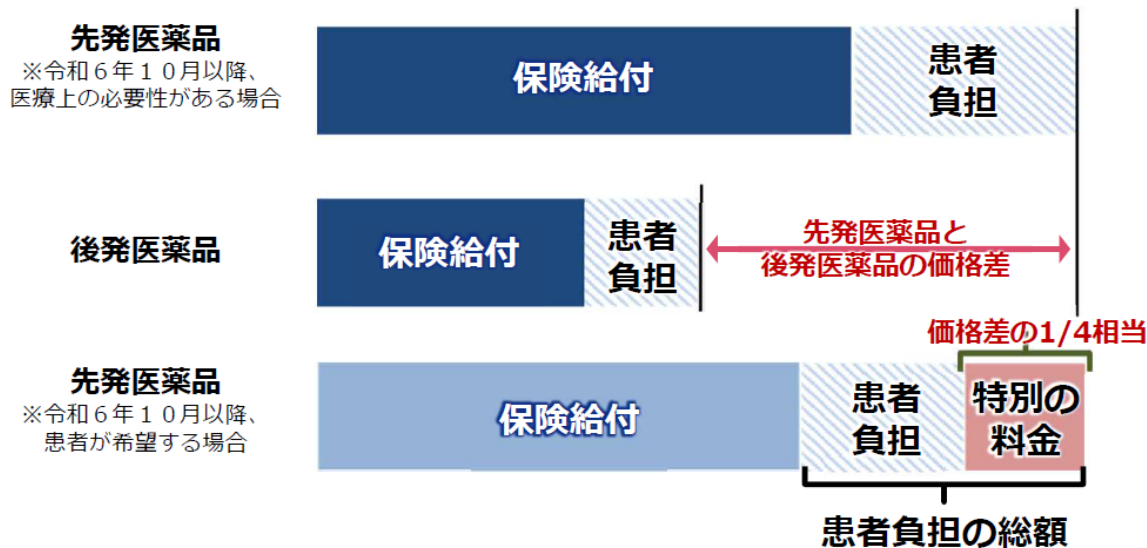 先発医薬品
※令和６年１０月以降、
医療上の必要性がある場合
保険給付
患者
負担
後発医薬品
保険給付
患者
負担
先発医薬品と
後発医薬品の価格差
価格差の1/4相当
先発医薬品
※令和６年１０月以降、
患者が希望する場合
保険給付
患者
負担
特別の
料金
患者負担の総額